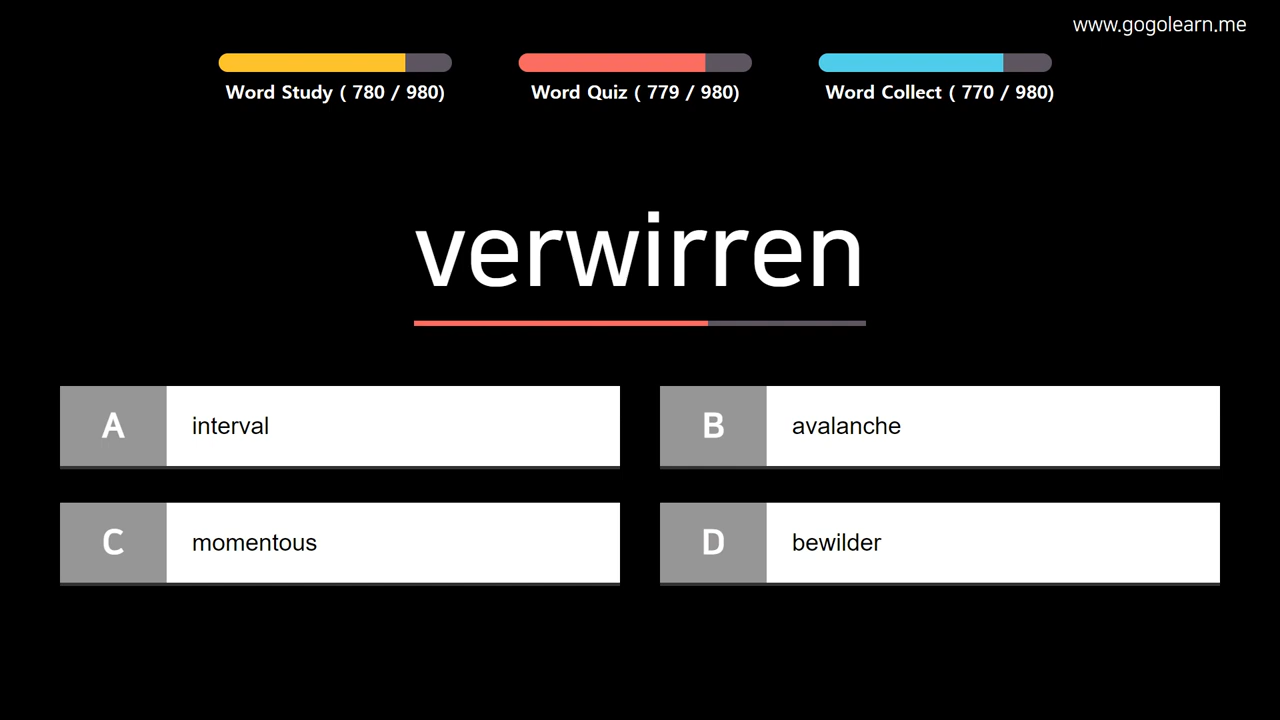 www.gogolearn.me
Word Study ( 780 / 980)
Word Quiz ( 779 / 980)
Word Collect ( 770 / 980)
verwirren
A interval
B avalanche
C momentous
D bewilder